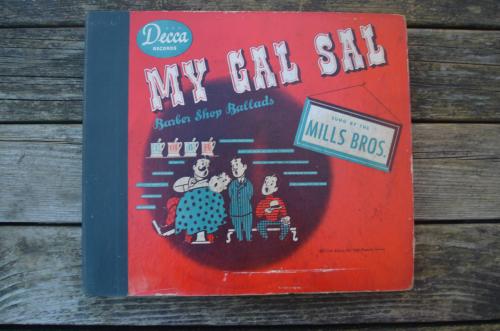 Decca
RECORDS
MY GAL SAL
Barber Shop Ballads
SUNG BY THE
MILLS BROS.